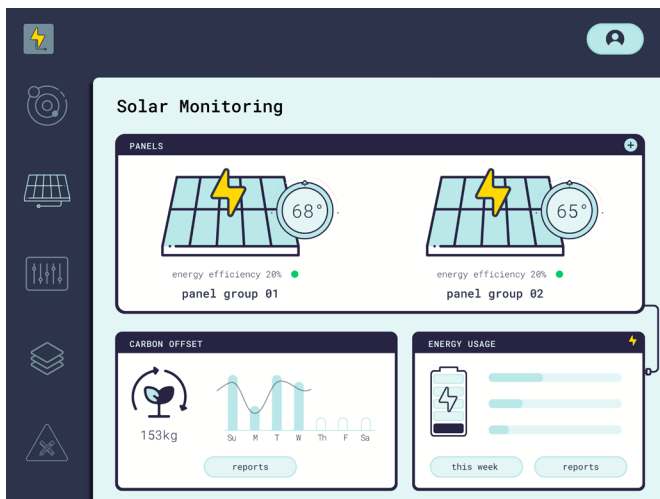 Solar Monitoring
PANELS
68°
65°
energy efficiency 20%
energy efficiency 20%
panel group 01
panel group 02
CARBON OFFSET
ENERGY USAGE
153kg
Su M T W Th F Sa
reports
this week
reports